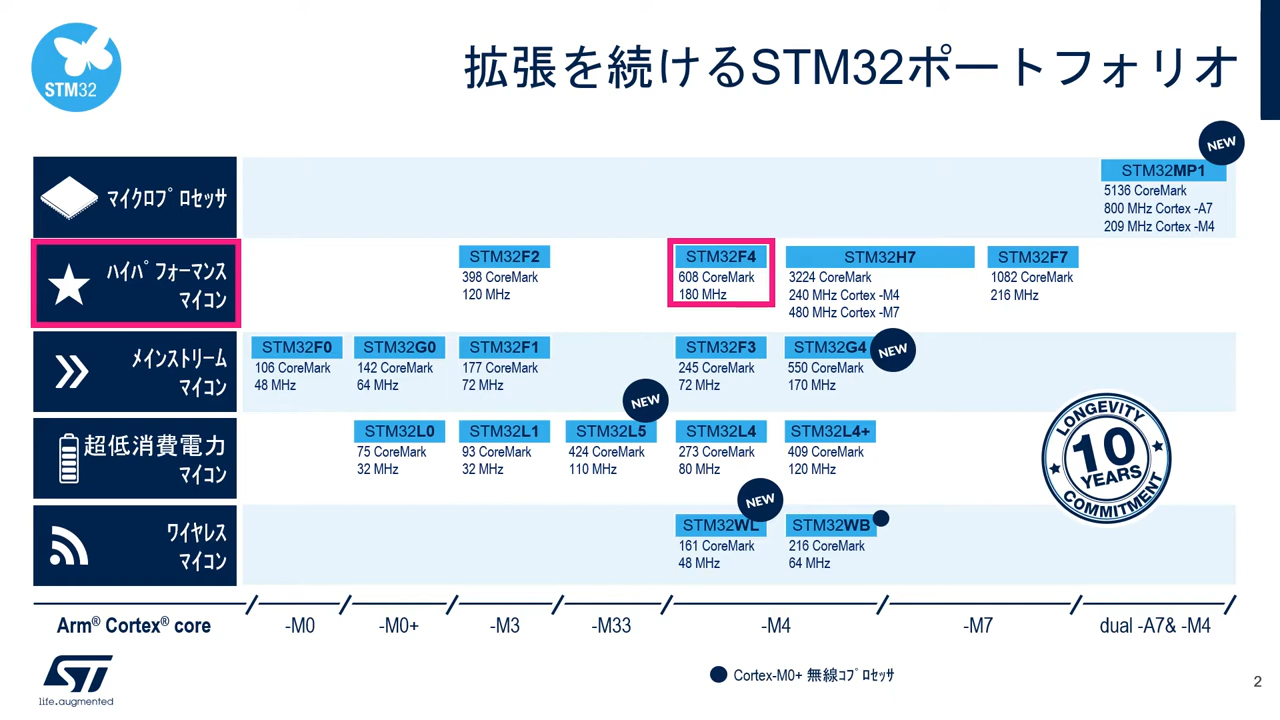 STM32
拡張を続けるSTM32ポートフォリオ
NEW
マイクロプロセッサ
STM32MP1
5136 CoreMark
800 MHz Cortex -A7
209 MHz Cortex -M4
ハイパフォーマンス
マイコン
STM32F2
398 CoreMark
120 MHz
STM32F4
608 CoreMark
180 MHz
STM32H7
3224 CoreMark
240 MHz Cortex -M4
480 MHz Cortex -M7
STM32F7
1082 CoreMark
216 MHz
メインストリーム
マイコン
STM32F0
106 CoreMark
48 MHz
STM32G0
142 CoreMark
64 MHz
STM32F1
177 CoreMark
72 MHz
STM32F3
245 CoreMark
72 MHz
STM32G4
NEW
550 CoreMark
170 MHz
超低消費電力
マイコン
STM32L0
75 CoreMark
32 MHz
STM32L1
93 CoreMark
32 MHz
NEW
STM32L5
424 CoreMark
110 MHz
STM32L4
273 CoreMark
80 MHz
STM32L4+
409 CoreMark
120 MHz
LONGEVITY
10
YEARS
COMMITMENT
ワイヤレス
マイコン
NEW
STM32WL
161 CoreMark
48 MHz
STM32WB
216 CoreMark
64 MHz
Arm® Cortex® core
-M0
-M0+
-M3
-M33
-M4
-M7
dual -A7& -M4
Cortex-M0+ 無線コプロセッサ
ST
life.augmented
2